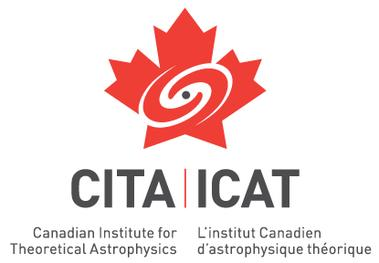 CITA | ICAT
Canadian Institute for
Theoretical Astrophysics
L'institut Canadien
d'astrophysique théorique